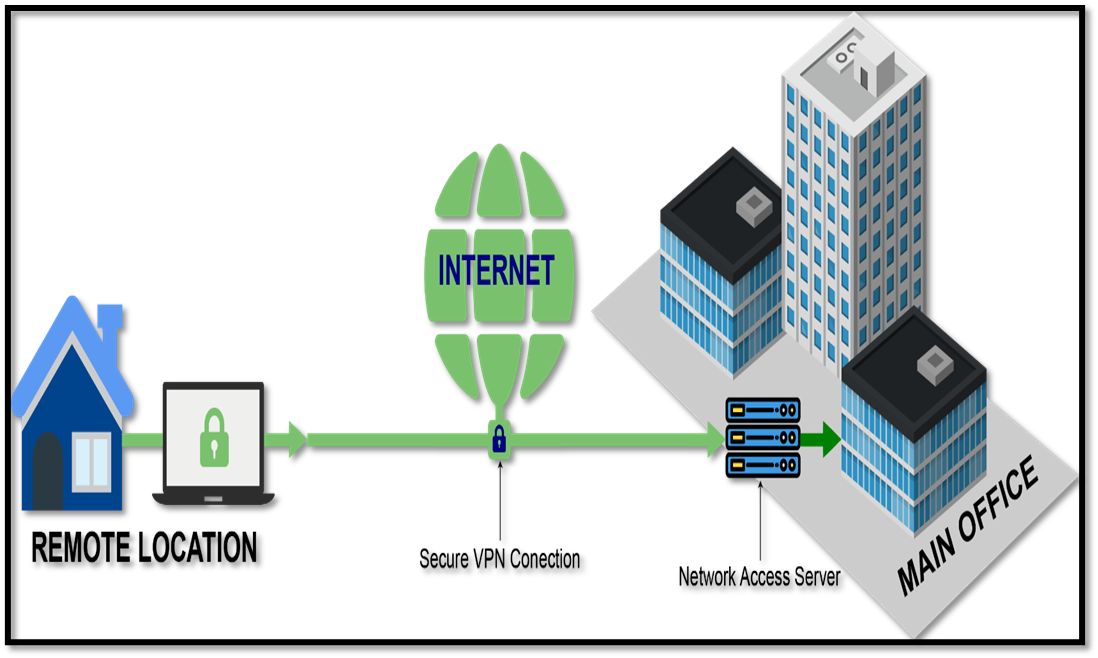 INTERNET
REMOTE LOCATION
Secure VPN Conection
Network Access Server
MAIN OFFICE